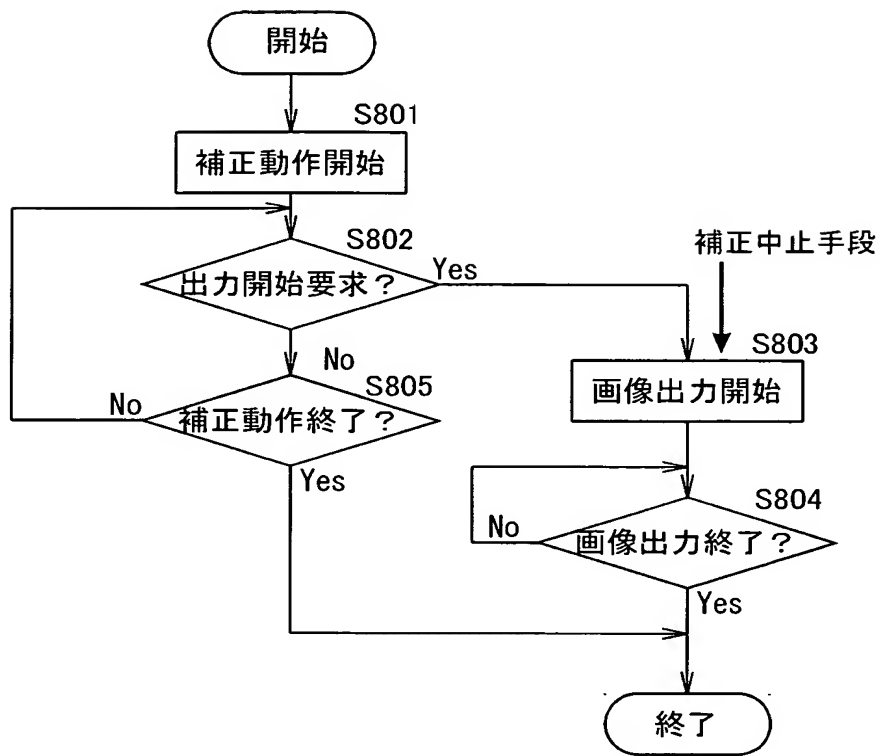 開始
S801
補正動作開始
S802
出力開始要求?
Yes
補正中止手段
No
S803
画像出力開始
S805
補正動作終了?
No
Yes
S804
画像出力終了?
No
Yes
終了